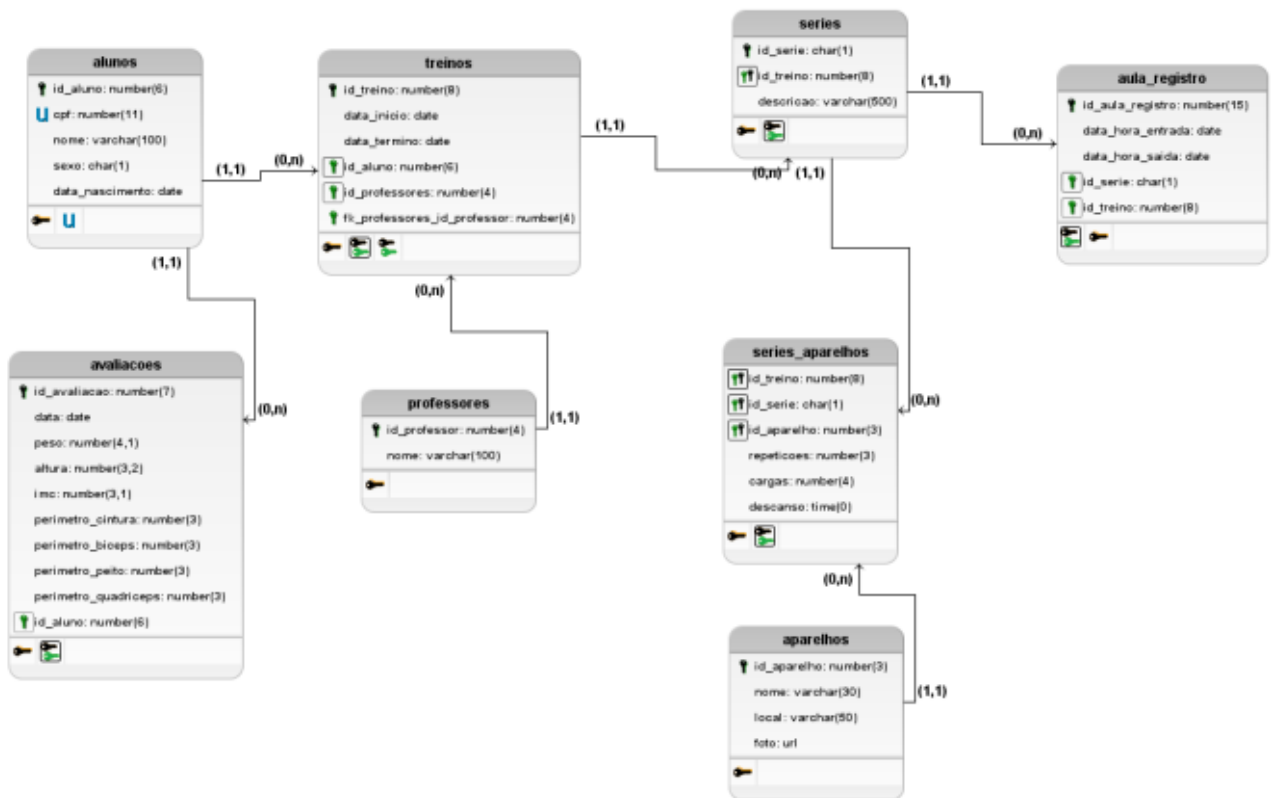 alunos
id_aluno: number(6)
U cpf: number(11)
nome: varchar(100)
sexo: char(1)
data_nascimento: date
U
(1,1)
(0,n)
(1,1)
treinos
id_treino: number(8)
data_inicio: date
data_termino: date
id_aluno: number(6)
id_professores: number(4)
fk_professores_id_professor: number(4)
(1,1)
(0,n)
(0,n)
series
id_serie: char(1)
id_treino: number(8)
descricao: varchar(500)
(1,1)
(1,1)
(0,n)
aula_registro
id_aula_registro: number(15)
data_hora_entrada: date
data_hora_saida: date
id_serie: char(1)
id_treino: number(8)
avaliacoes
id_avaliacao: number(7)
data: date
peso: number(4,1)
altura: number(3,2)
imc: number(3,1)
perimetro_cintura: number(3)
perimetro_biceps: number(3)
perimetro_peito: number(3)
perimetro_quadriceps: number(3)
id_aluno: number(6)
(0,n)
professores
id_professor: number(4)
nome: varchar(100)
(1,1)
series_aparelhos
id_treino: number(8)
id_serie: char(1)
id_aparelho: number(3)
repeticoes: number(3)
cargas: number(4)
descanso: time(0)
(0,n)
(0,n)
aparelhos
id_aparelho: number(3)
nome: varchar(30)
local: varchar(50)
foto: url
(1,1)